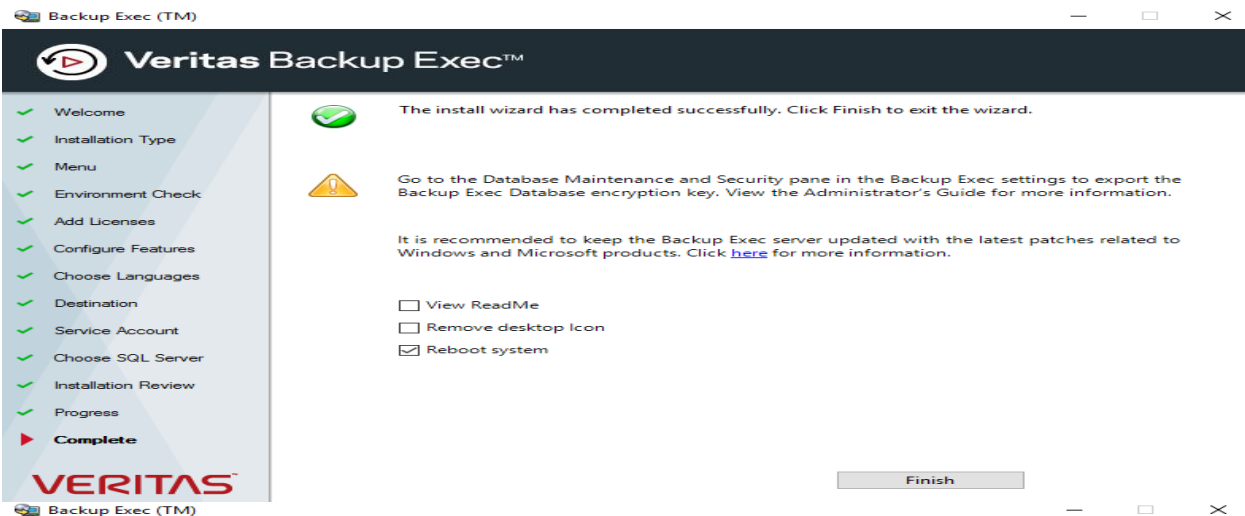 Backup Exec (TM)
Veritas Backup Exec™
Welcome
Installation Type
Menu
Environment Check
Add Licenses
Configure Features
Choose Languages
Destination
Service Account
Choose SQL Server
Installation Review
Progress
Complete
VERITAS™
The install wizard has completed successfully. Click Finish to exit the wizard.
Go to the Database Maintenance and Security pane in the Backup Exec settings to export the
Backup Exec Database encryption key. View the Administrator's Guide for more information.
It is recommended to keep the Backup Exec server updated with the latest patches related to
Windows and Microsoft products. Click here for more information.
View ReadMe
Remove desktop Icon
Reboot system
Finish
Backup Exec (TM)